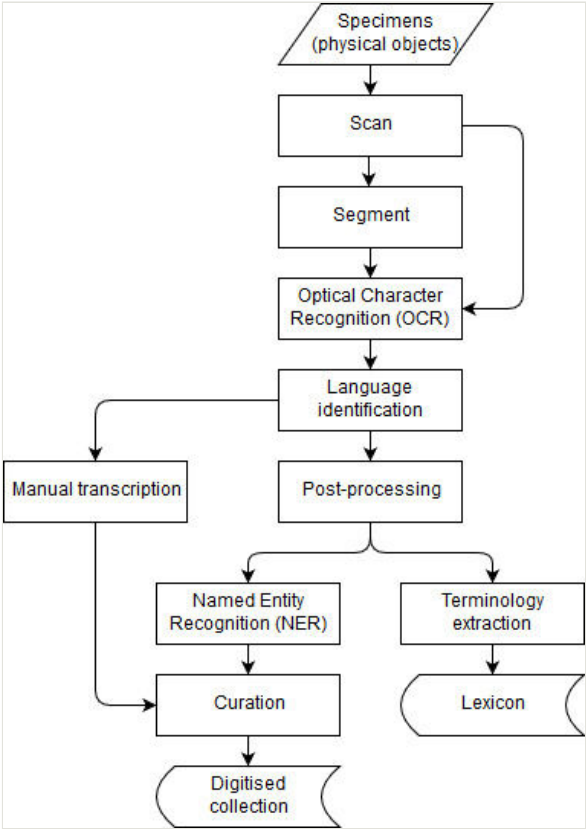 Specimens
(physical objects)
Scan
Segment
Optical Character
Recognition (OCR)
Language
identification
Manual transcription
Post-processing
Named Entity
Recognition (NER)
Terminology
extraction
Curation
Lexicon
Digitised
collection